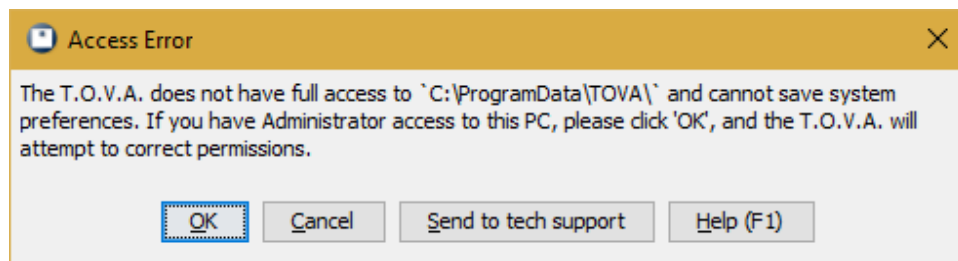 Access Error
The T.O.V.A. does not have full access to `C:\ProgramData\TOVA\` and cannot save system
preferences. If you have Administrator access to this PC, please click 'OK', and the T.O.V.A. will
attempt to correct permissions.
OK Cancel Send to tech support Help (F1)